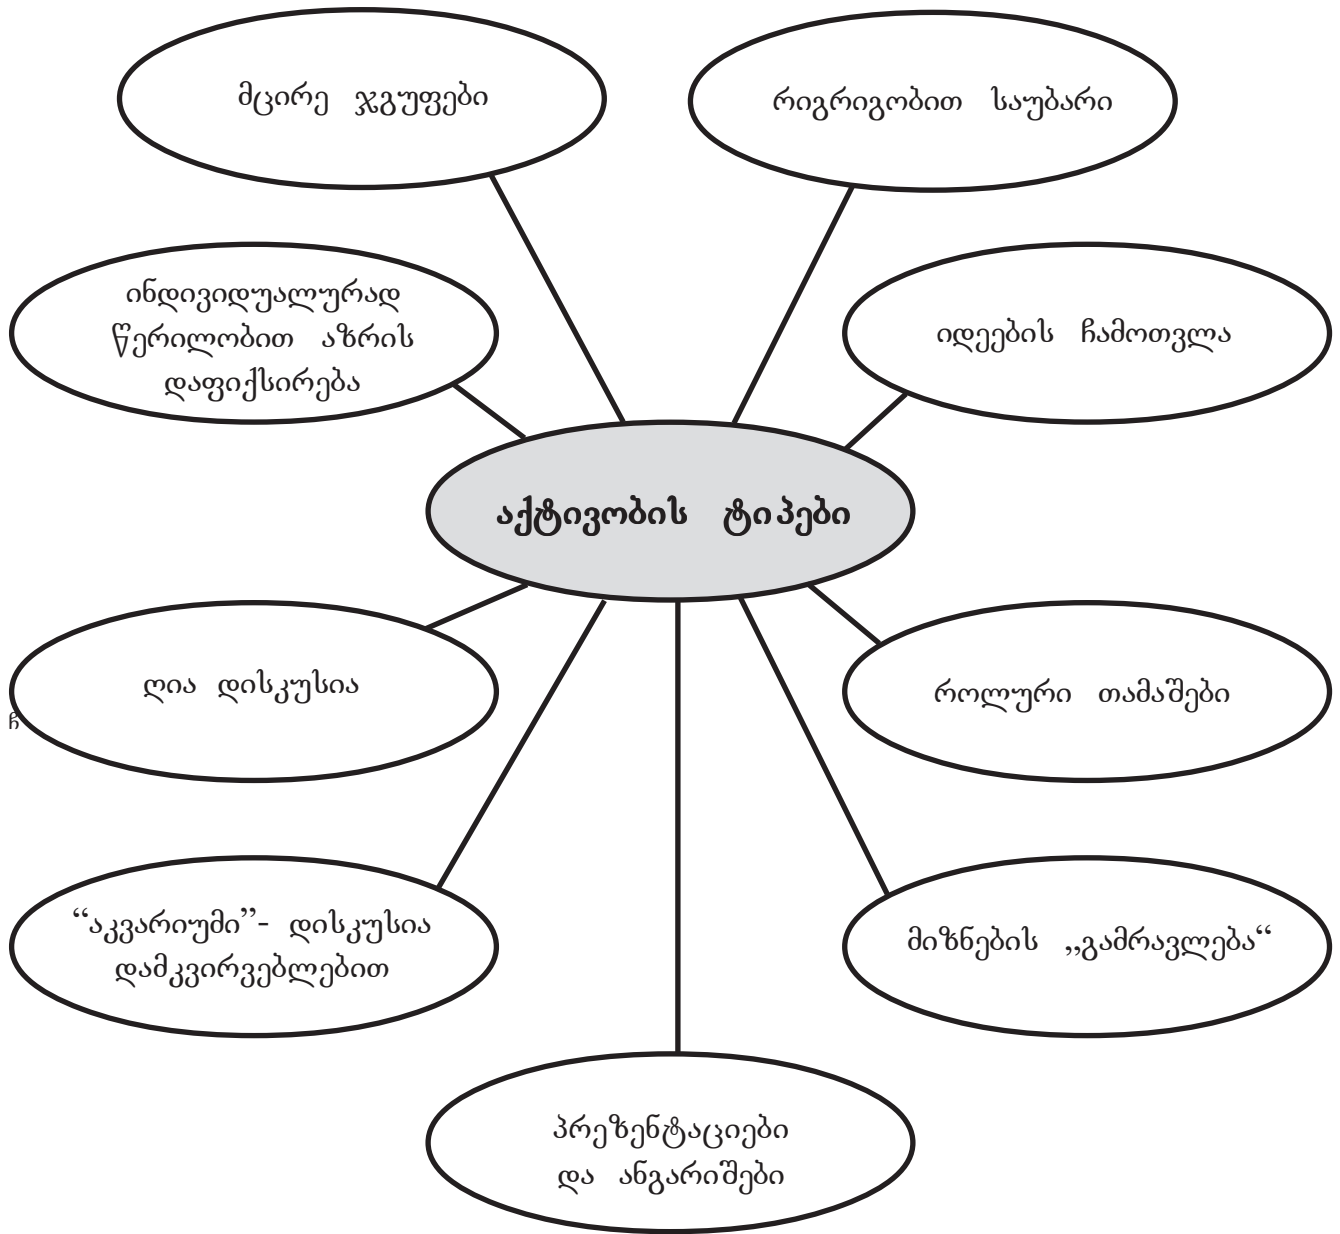 მცირე ჯგუფები
რიგრიგობით საუბარი
ინდივიდუალურად
წერილობით აზრის
დაფიქსირება
იდეების ჩამოთვლა
აქტივობის ტიპები
ღია დისკუსია
როლური თამაშები
ჩ
“აკვარიუმი”- დისკუსია
დამკვირვებლებით
მიზნების „გამრავლება“
პრეზენტაციები
და ანგარიშები